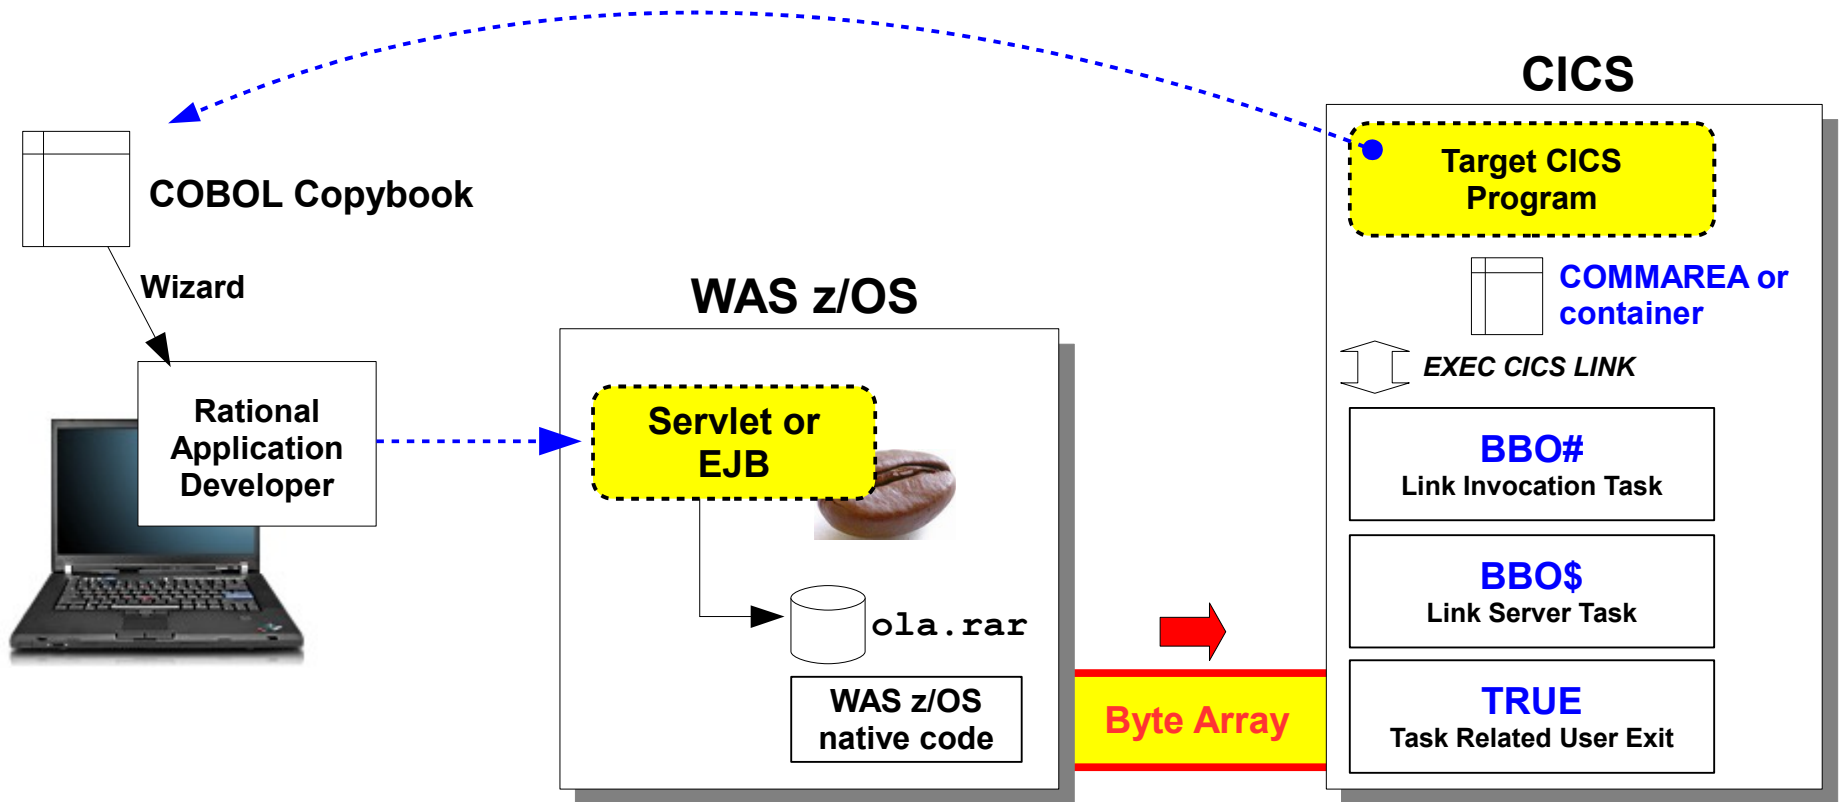 CICS
Target CICS
Program
COBOL Copybook
COMMAREA or
container
Wizard
WAS z/OS
EXEC CICS LINK
Rational
Application
Developer
Servlet or
EJB
BBO#
Link Invocation Task
BBO$
Link Server Task
ola.rar
WAS z/OS
native code
Byte Array
TRUE
Task Related User Exit